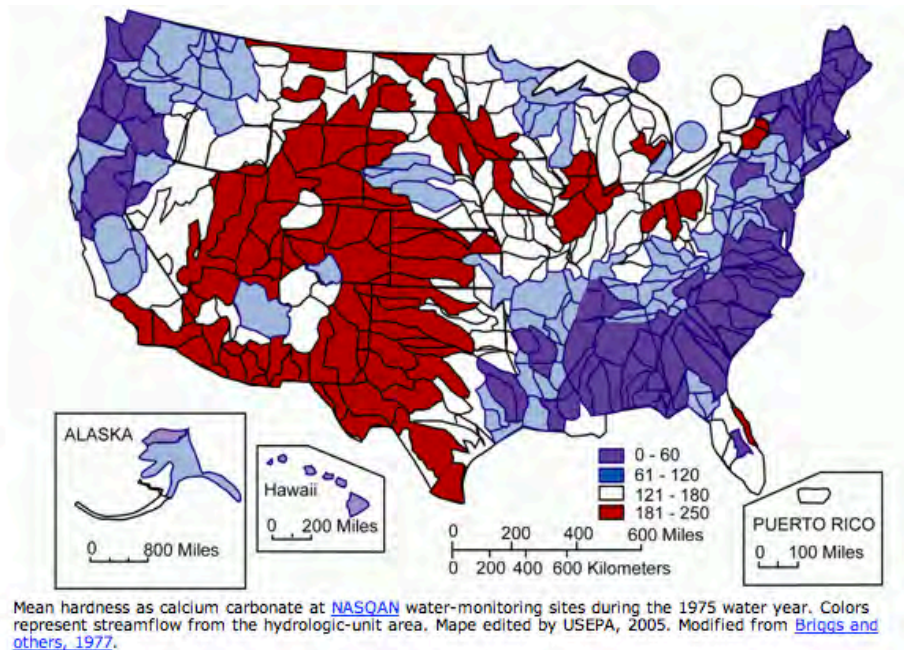 ALASKA
0 800 Miles
Hawaii
0 200 Miles
0 - 60
61 - 120
121 - 180
181 - 250
0 200 400 600 Miles
0 200 400 600 Kilometers
PUERTO RICO
0 100 Miles
Mean hardness as calcium carbonate at NASQAN water-monitoring sites during the 1975 water year. Colors
represent streamflow from the hydrologic-unit area. Mape edited by USEPA, 2005. Modified from Briggs and
others, 1977.